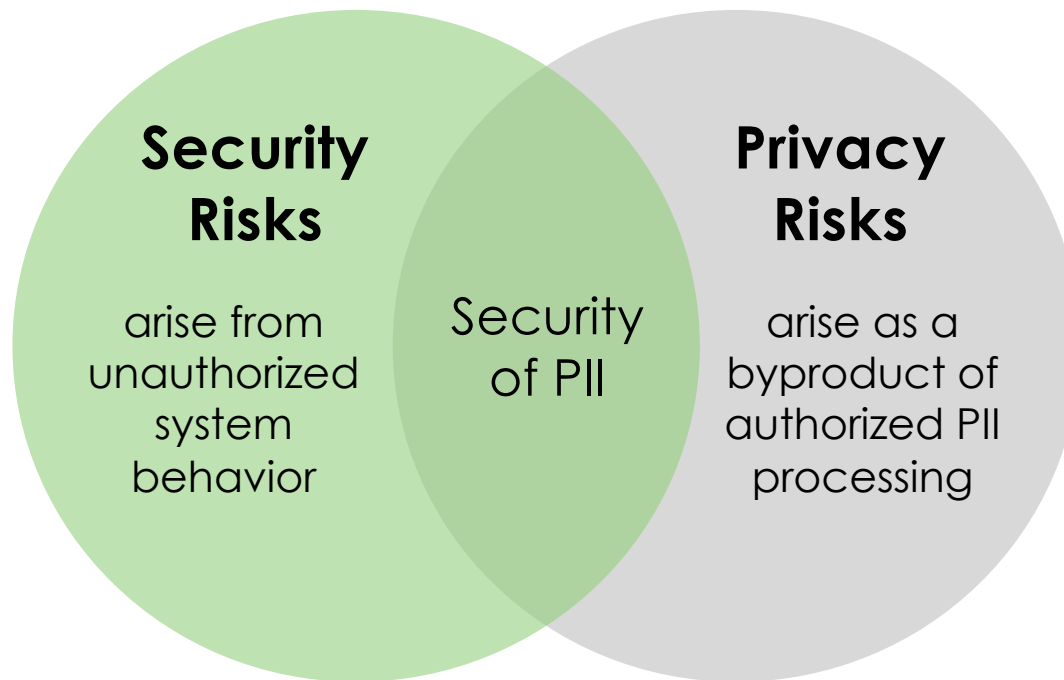 Security
Risks
arise from
unauthorized
system
behavior
Security
of PII
Privacy
Risks
arise as a
byproduct of
authorized PII
processing